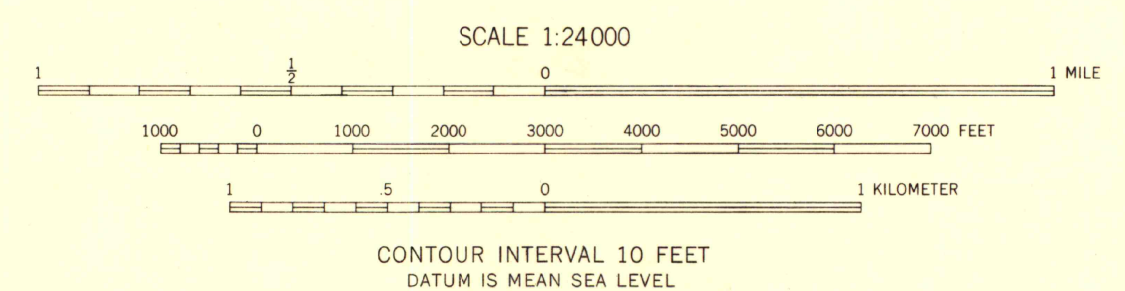 SCALE 1:24000
1 ½ 0 1 MILE
1000 0 1000 2000 3000 4000 5000 6000 7000 FEET
1 .5 0 1 KILOMETER
CONTOUR INTERVAL 10 FEET
DATUM IS MEAN SEA LEVEL